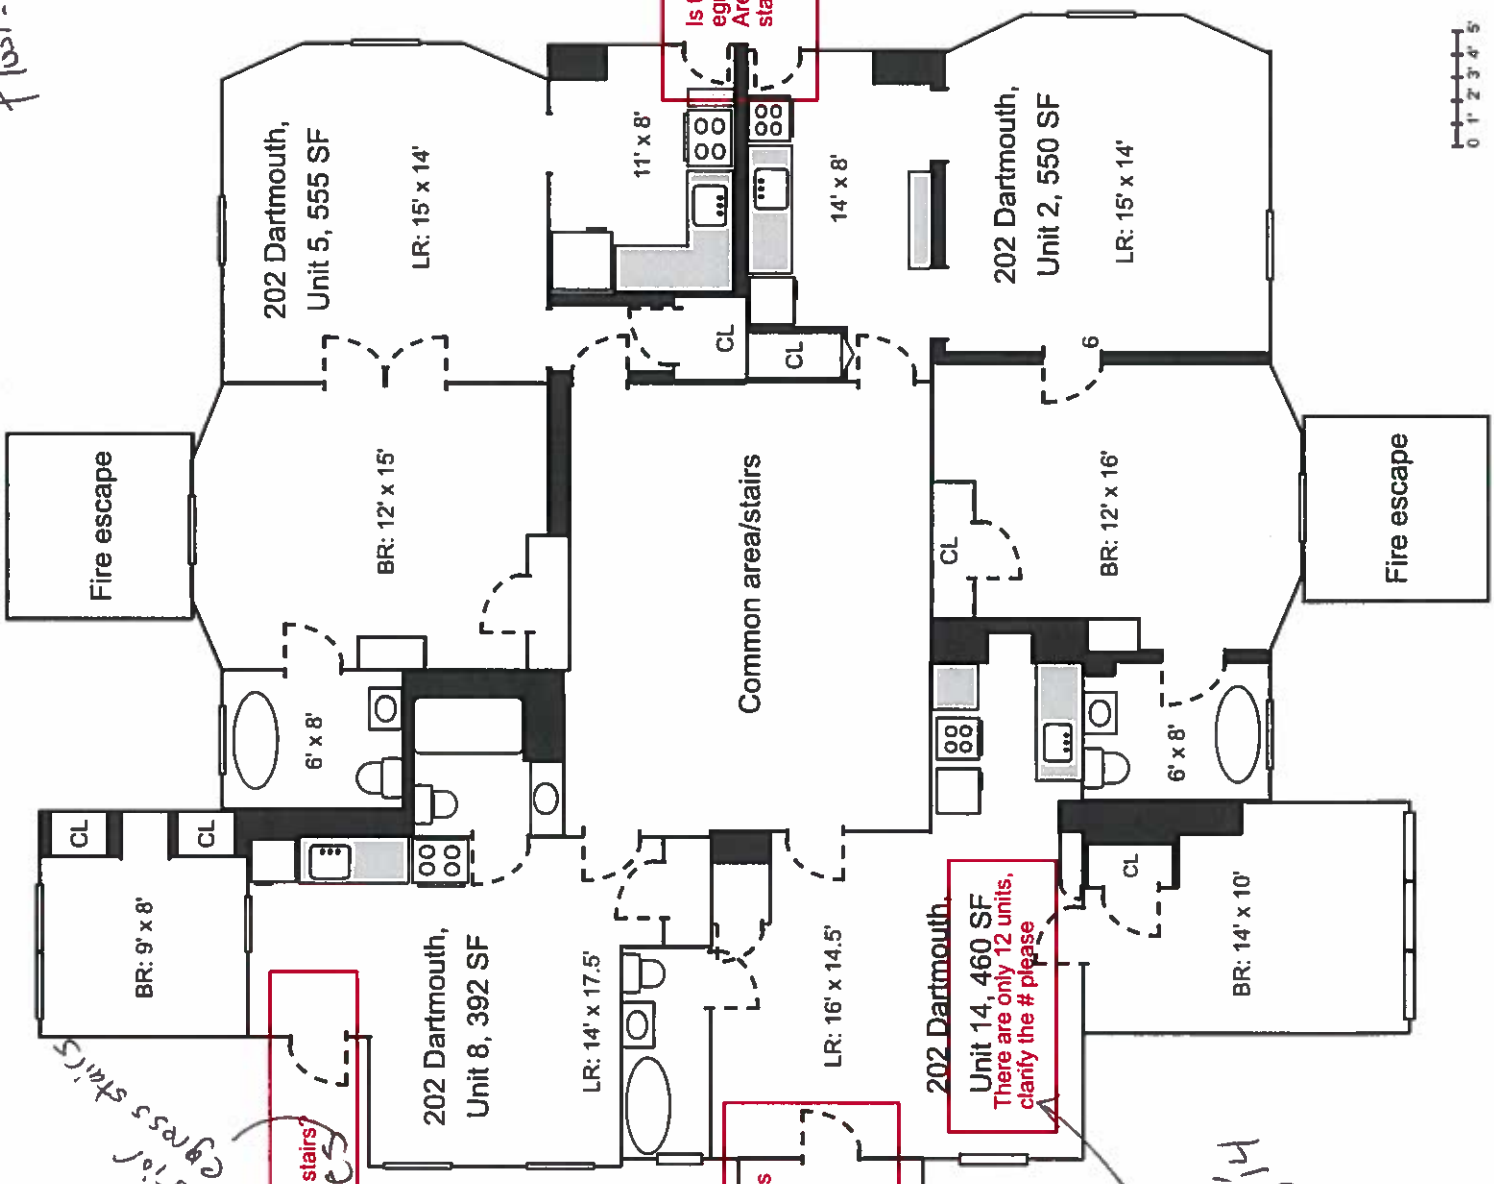 202 Dartmouth,
Unit 5, 555 SF
LR: 15' x 14'
11' x 8'
14' x 8'
202 Dartmouth,
Unit 2, 550 SF
LR: 15' x 14'
0 1' 2' 3' 4' 5'
CL
CL
6
Fire escape
BR: 12' x 15'
Common area/stairs
CL
BR: 12' x 16'
Fire escape
6' x 8'
6' x 8'
CL
CL
BR: 9' x 8'
202 Dartmouth,
Unit 8, 392 SF
LR: 14' x 17.5'
LR: 16' x 14.5'
202 Dartmouth,
Unit 14, 460 SF
There are only 12 units,
clarify the # please
CL
BR: 14' x 10'
stairs?
egress stairs
14
Is